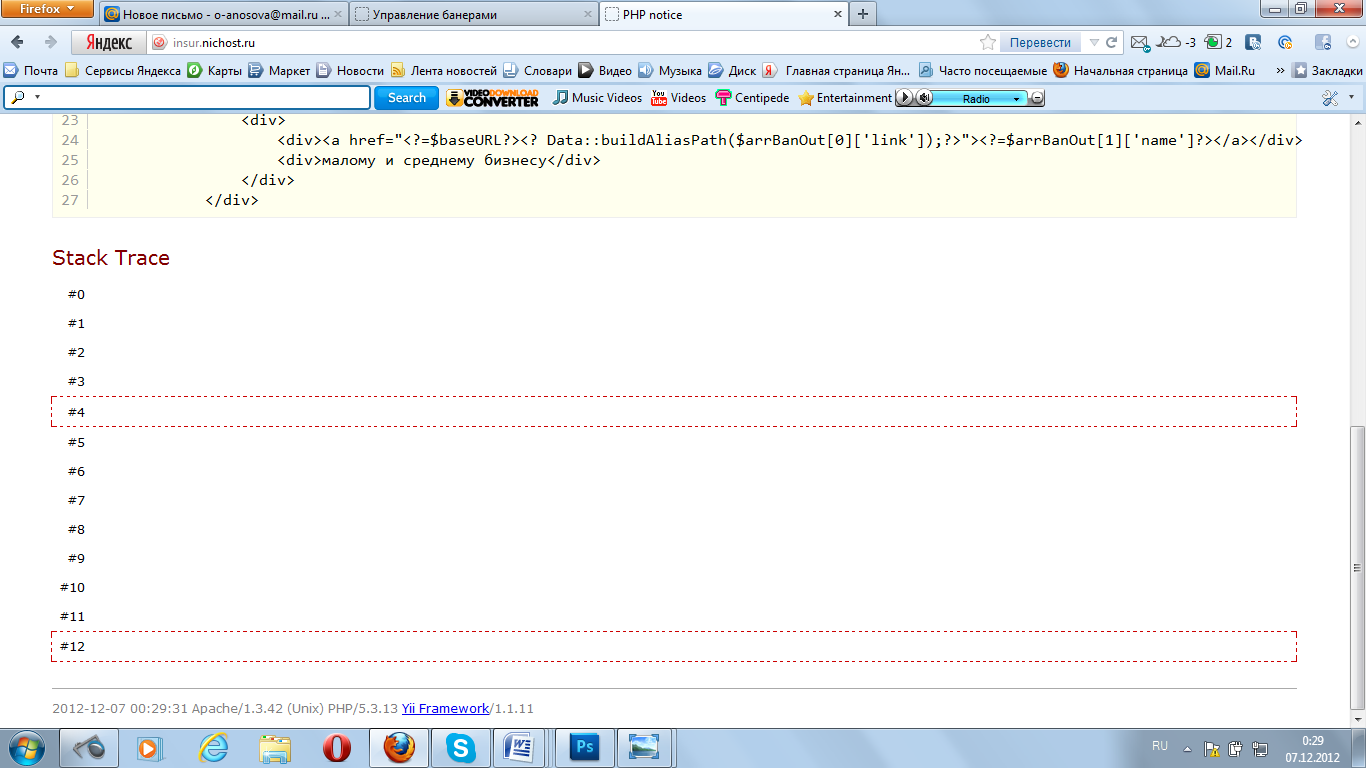 Firefox
Новое письмо - o-anosova@mail.ru ...
Управление банерами
PHP notice
Яндекс
insur.nichost.ru
Перевести
-3
2
Почта
Сервисы Яндекса
Карты
Маркет
Новости
Лента новостей
Словари
Видео
Музыка
Диск
Главная страница Ян...
Часто посещаемые
Начальная страница
Mail.Ru
»
Закладки
Search
VIDEO DOWNLOAD CONVERTER
Music Videos
You Tube Videos
Centipede
Entertainment
Radio
23 <div>
24 <div><a href="<?=$baseURL?><? Data::buildAliasPath($arrBanOut[0]['link']);?>"><?=$arrBanOut[1]['name']?></a></div>
25 <div>малому и среднему бизнесу</div>
26 </div>
27 </div>
Stack Trace
#0
#1
#2
#3
#4
#5
#6
#7
#8
#9
#10
#11
#12
2012-12-07 00:29:31 Apache/1.3.42 (Unix) PHP/5.3.13 Yii Framework/1.1.11
Ps
RU
0:29
07.12.2012